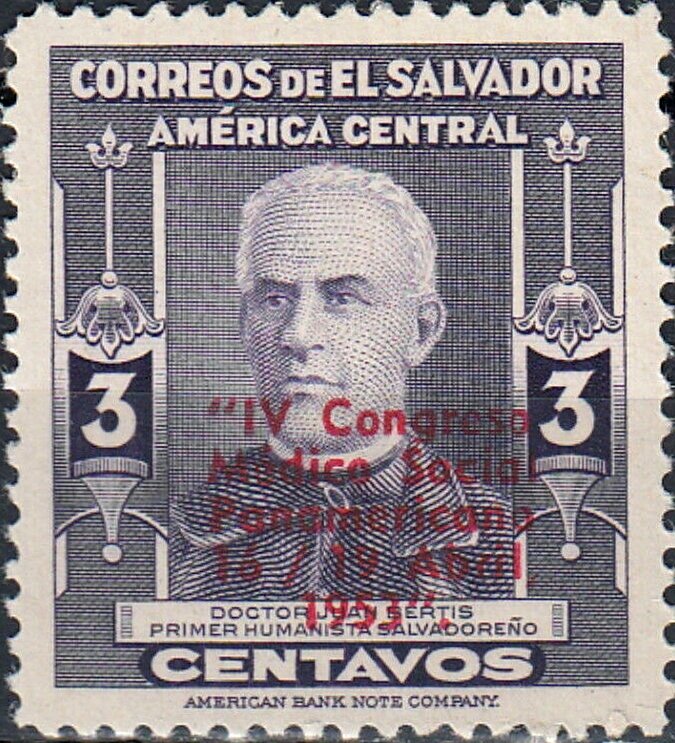 CORREOS DE EL SALVADOR
AMÉRICA CENTRAL
3 3
"IV Congreso
Médico Social
Panamericano
16 / 19 Abril,
1953".
DOCTOR JUAN BERTIS
PRIMER HUMANISTA SALVADOREÑO
CENTAVOS
AMERICAN BANK NOTE COMPANY.